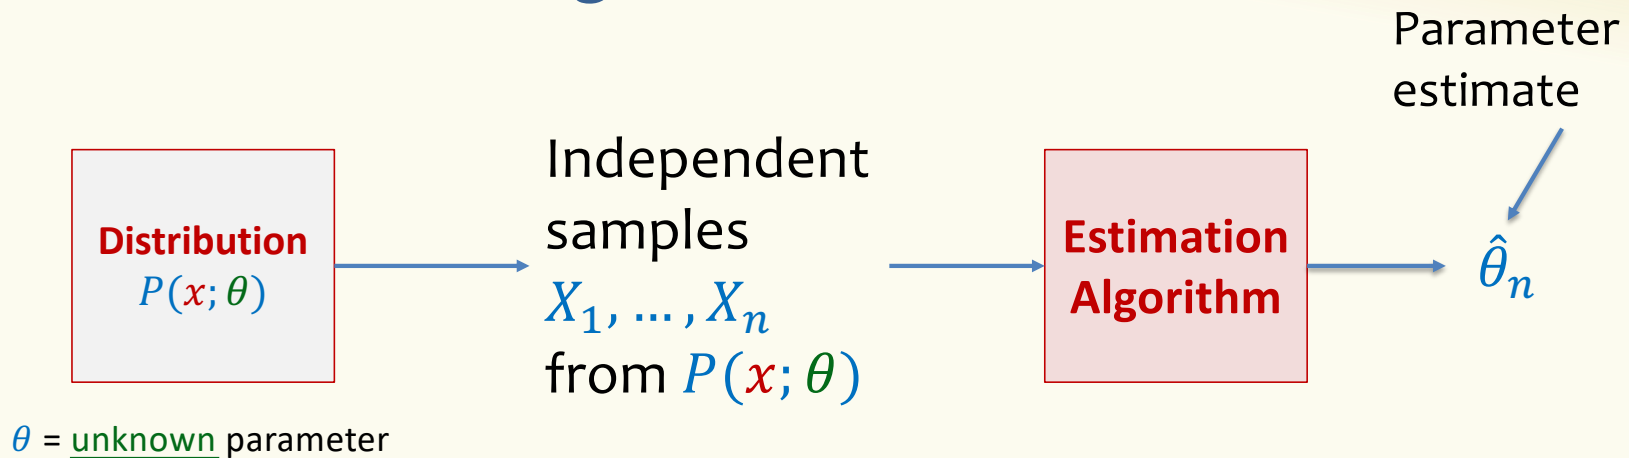 Parameter
estimate
Distribution
P(x; θ)
Independent
samples
X₁, … , Xₙ
from P(x; θ)
Estimation
Algorithm
θ̂ₙ
θ = unknown parameter